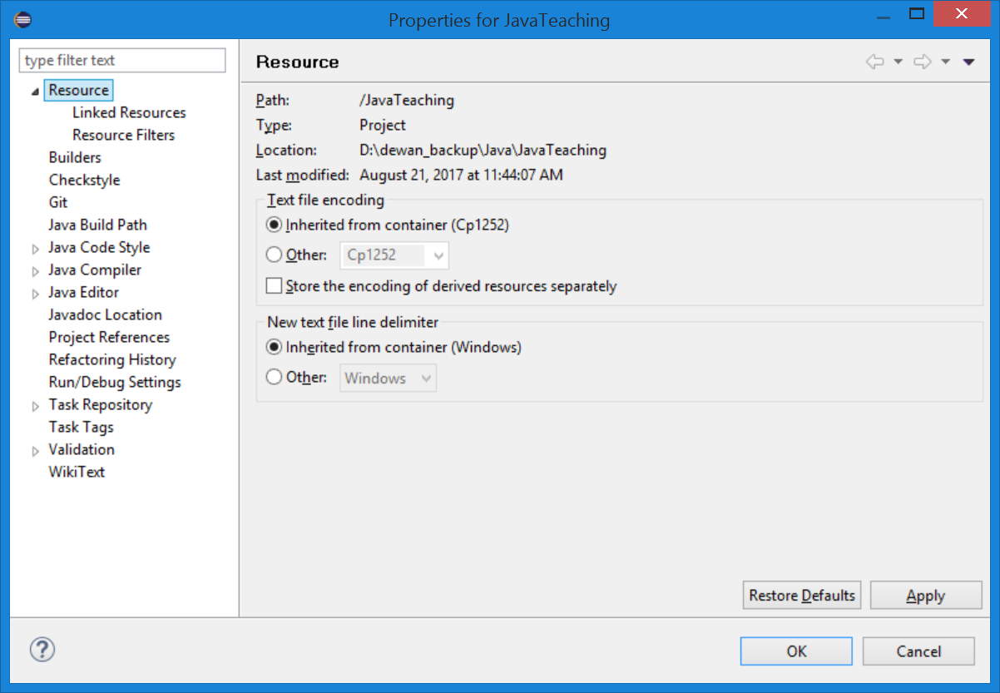 Properties for JavaTeaching
type filter text
Resource
Linked Resources
Resource Filters
Builders
Checkstyle
Git
Java Build Path
Java Code Style
Java Compiler
Java Editor
Javadoc Location
Project References
Refactoring History
Run/Debug Settings
Task Repository
Task Tags
Validation
WikiText
Resource
Path: /JavaTeaching
Type: Project
Location: D:\dewan_backup\Java\JavaTeaching
Last modified: August 21, 2017 at 11:44:07 AM
Text file encoding
Inherited from container (Cp1252)
Other: Cp1252
Store the encoding of derived resources separately
New text file line delimiter
Inherited from container (Windows)
Other: Windows
Restore Defaults Apply
? OK Cancel